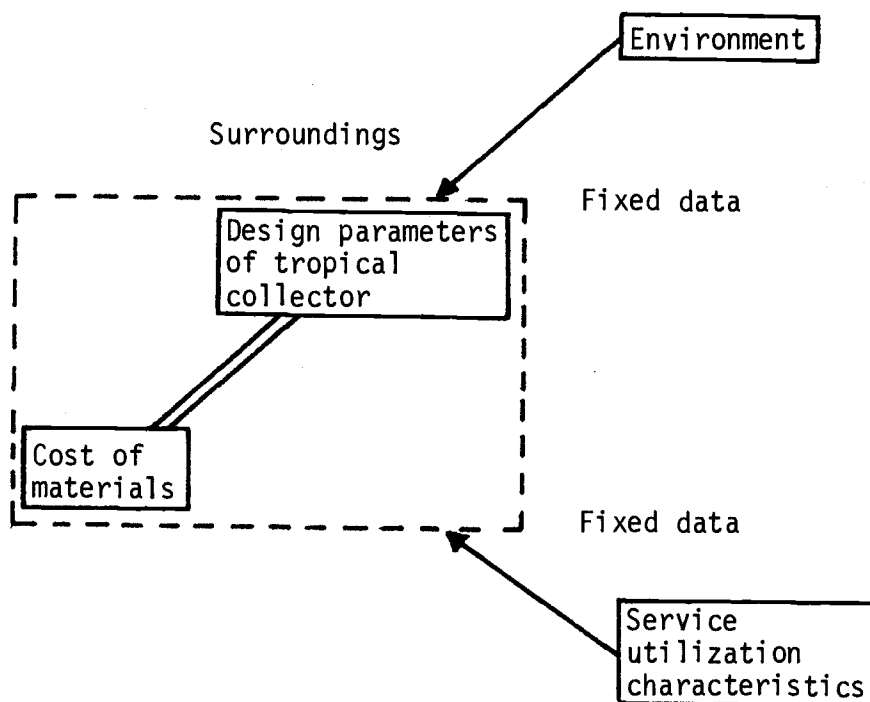 Environment
Surroundings
Fixed data
Design parameters
of tropical
collector
Cost of
materials
Fixed data
Service
utilization
characteristics